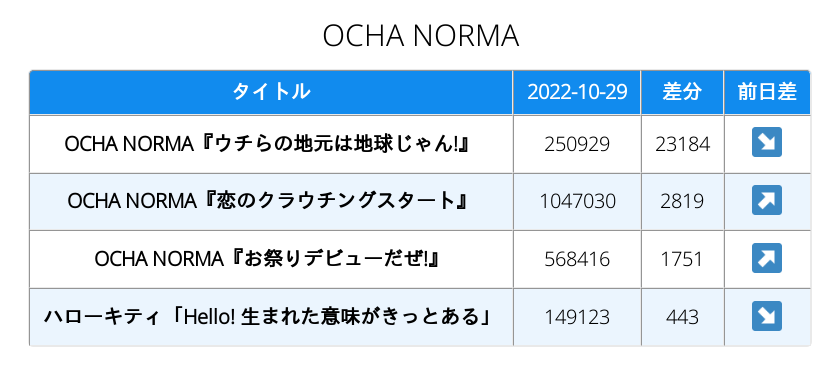 OCHA NORMA
タイトル 2022-10-29 差分 前日差
OCHA NORMA『ウチらの地元は地球じゃん!』 250929 23184 ↘
OCHA NORMA『恋のクラウチングスタート』 1047030 2819 ↗
OCHA NORMA『お祭りデビューだぜ!』 568416 1751 ↗
ハローキティ「Hello! 生まれた意味がきっとある」 149123 443 ↘